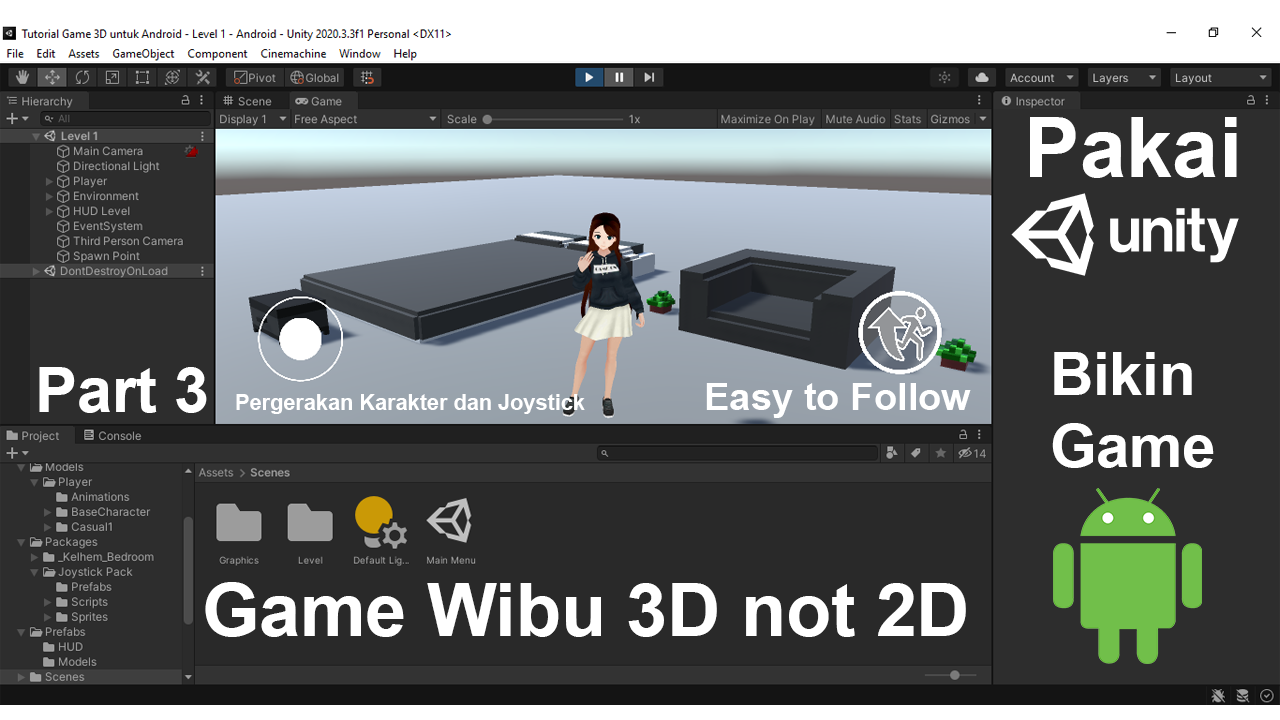 Tutorial Game 3D untuk Android - Level 1 - Android - Unity 2020.3.3f1 Personal <DX11>
File Edit Assets GameObject Component Cinemachine Window Help
Pivot Global Account Layers Layout
Hierarchy
All
Level 1
Main Camera
Directional Light
Player
Environment
HUD Level
EventSystem
Third Person Camera
Spawn Point
DontDestroyOnLoad
Part 3
Scene Game
Display 1 Free Aspect Scale 1x Maximize On Play Mute Audio Stats Gizmos
Pergerakan Karakter dan Joystick
Easy to Follow
Inspector
Pakai
unity
Bikin
Game
Project Console
14
Models
Player
Animations
BaseCharacter
Casual1
Packages
_Kelhem_Bedroom
Joystick Pack
Prefabs
Scripts
Sprites
Prefabs
HUD
Models
Scenes
Assets > Scenes
Graphics Level Default Lig... Main Menu
Game Wibu 3D not 2D